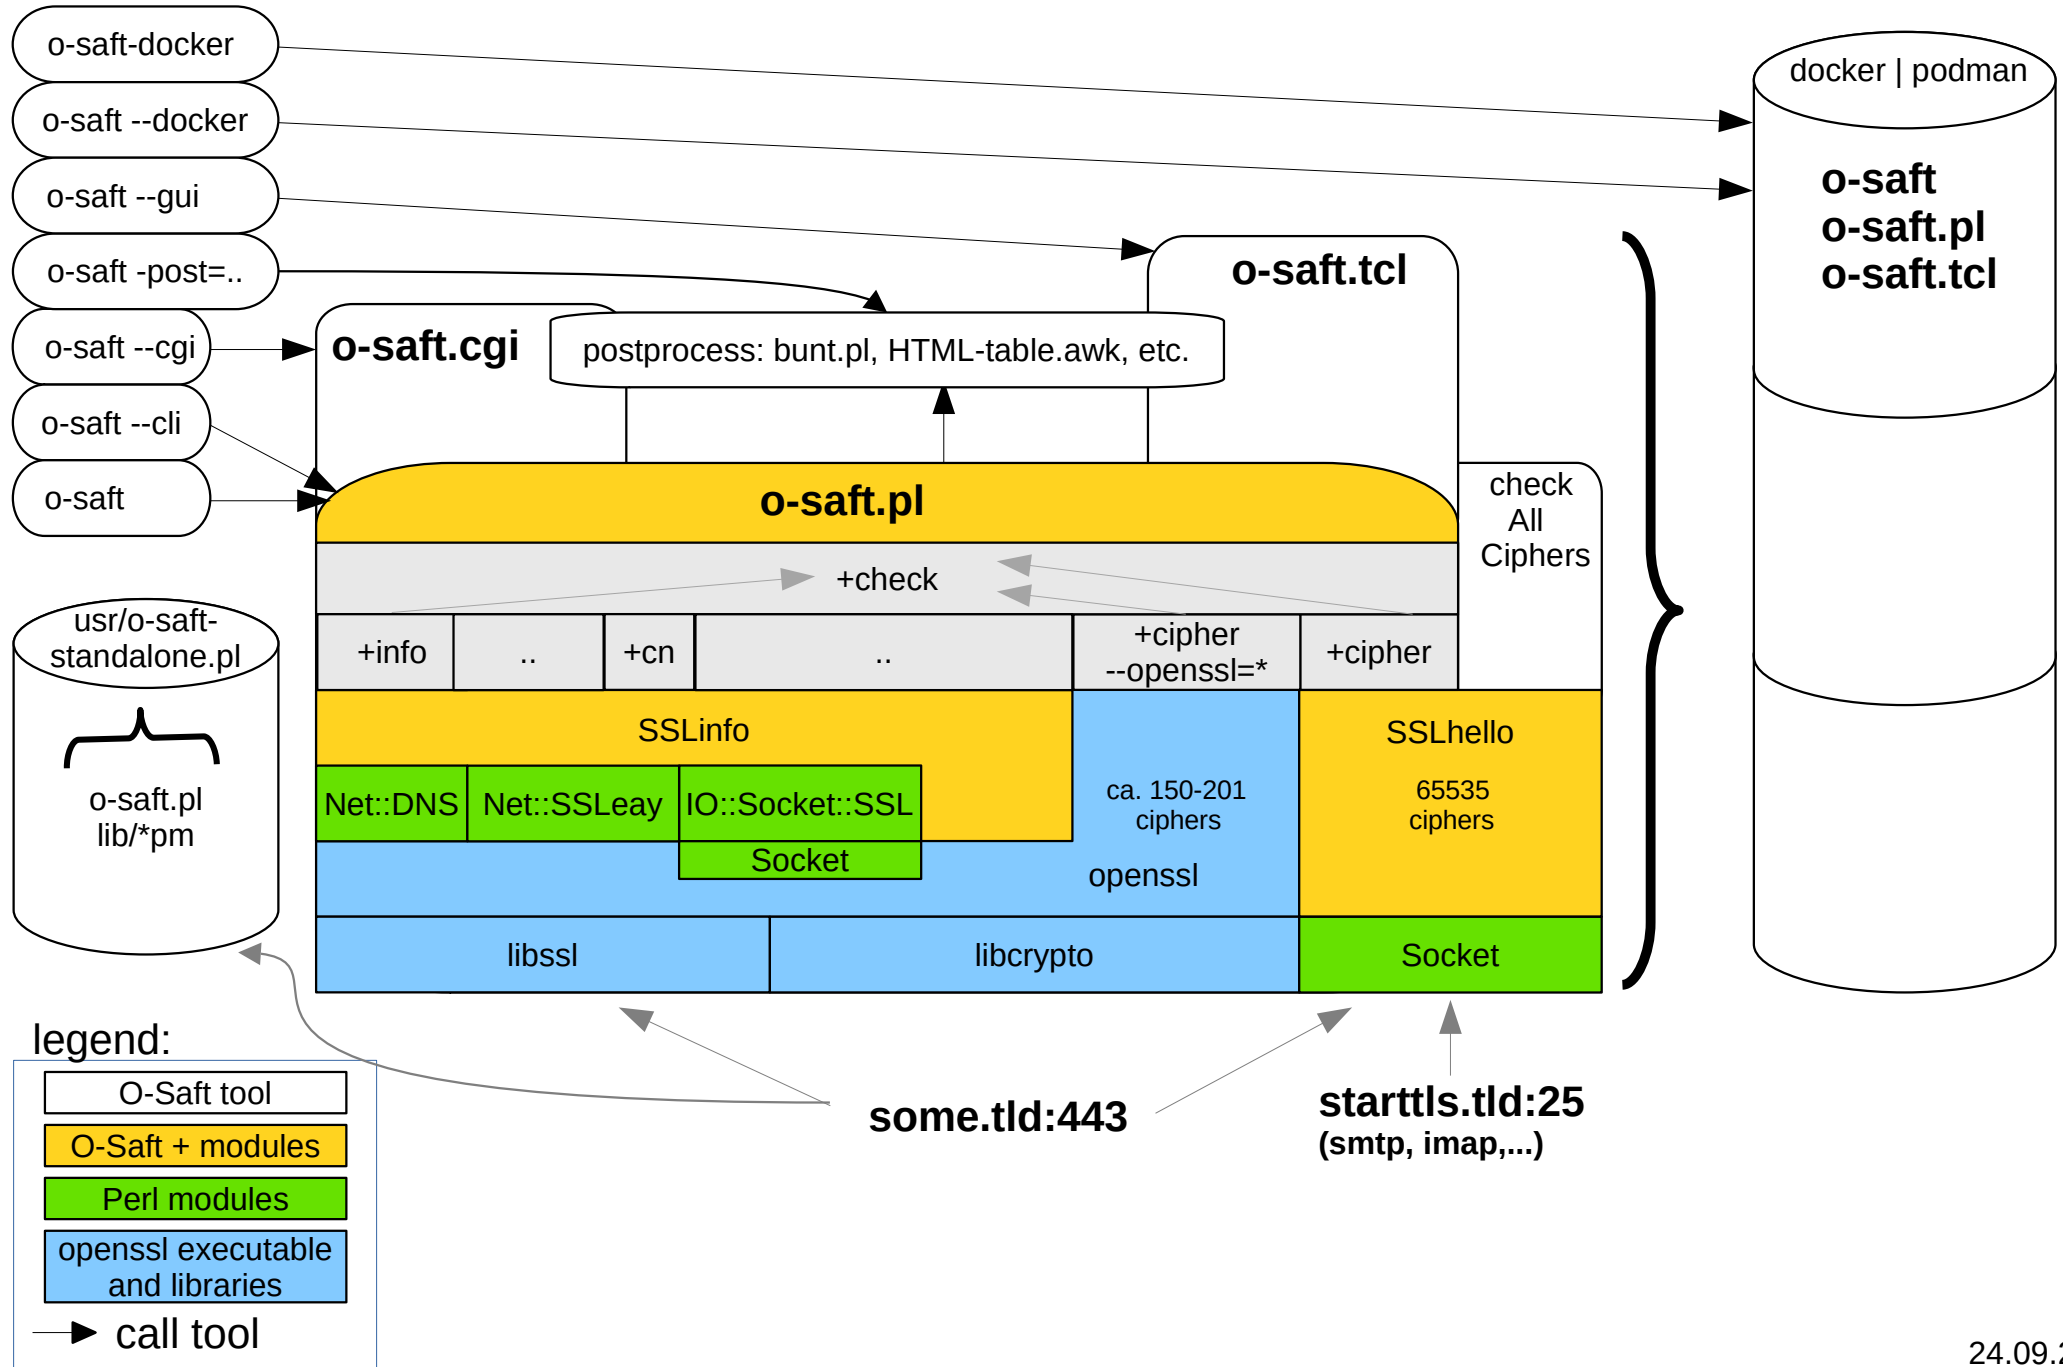 o-saft-docker
o-saft --docker
o-saft --gui
o-saft -post=..
o-saft --cgi
o-saft --cli
o-saft
docker | podman
o-saft
o-saft.pl
o-saft.tcl
o-saft.tcl
o-saft.cgi
postprocess: bunt.pl, HTML-table.awk, etc.
o-saft.pl
check
All
Ciphers
+check
+info
..
+cn
..
+cipher
--openssl=*
+cipher
SSLinfo
SSLhello
Net::DNS
Net::SSLeay
IO::Socket::SSL
Socket
ca. 150-201
ciphers
65535
ciphers
openssl
libssl
libcrypto
Socket
usr/o-saft-
standalone.pl
o-saft.pl
lib/*pm
some.tld:443
starttls.tld:25
(smtp, imap,...)
legend:
O-Saft tool
O-Saft + modules
Perl modules
openssl executable
and libraries
call tool
24.09.